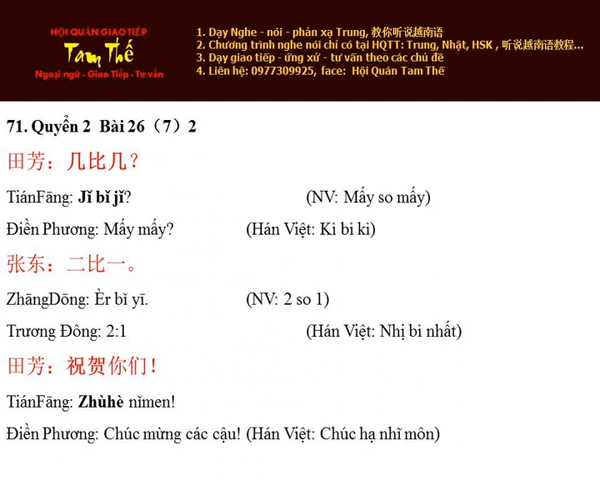 HỘI QUÁN GIAO TIẾP
Tam Thế
Ngoại ngữ - Giao Tiếp - Tư vấn
1. Dạy Nghe - nói - phản xạ Trung, 教你听说越南语
2. Chương trình nghe nói chỉ có tại HQTT: Trung, Nhật, HSK , 听说越南语教程...
3. Dạy giao tiếp - ứng xử - tư vấn theo các chủ đề
4. Liên hệ: 0977309925, face: Hội Quán Tam Thế
71. Quyển 2 Bài 26（7）2
田芳：几比几？
TiánFāng: Jǐ bǐ jǐ? (NV: Mấy so mấy)
Điền Phương: Mấy mấy? (Hán Việt: Kỉ bỉ kỉ)
张东：二比一。
ZhāngDōng: Èr bǐ yī. (NV: 2 so 1)
Trương Đông: 2:1 (Hán Việt: Nhị bỉ nhất)
田芳：祝贺你们！
TiánFāng: Zhùhè nǐmen!
Điền Phương: Chúc mừng các cậu! (Hán Việt: Chúc hạ nhĩ môn)